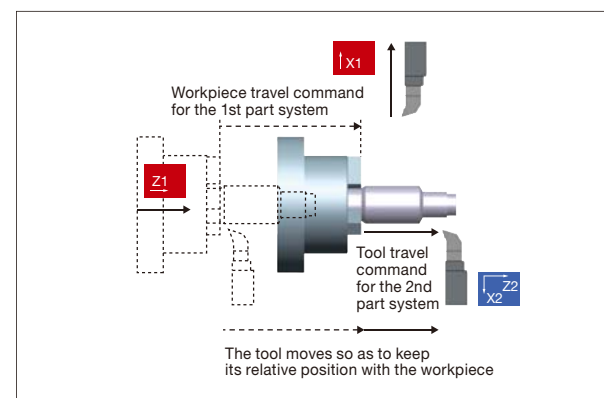 X1
Workpiece travel command
for the 1st part system
Z1
Tool travel
command
for the 2nd
part system
Z2
X2
The tool moves so as to keep
its relative position with the workpiece